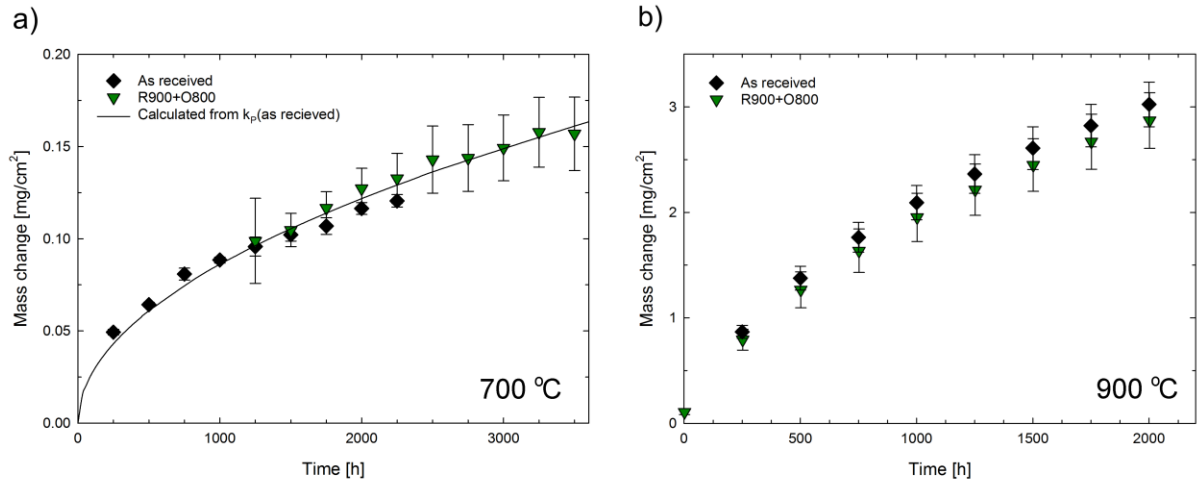 a)
0.20
0.15
0.10
0.05
0.00
Mass change [mg/cm²]
As received
R900+O800
Calculated from kP(as recieved)
700 °C
0 1000 2000 3000
Time [h]
b)
3
2
1
0
Mass change [mg/cm²]
As received
R900+O800
900 °C
0 500 1000 1500 2000
Time [h]